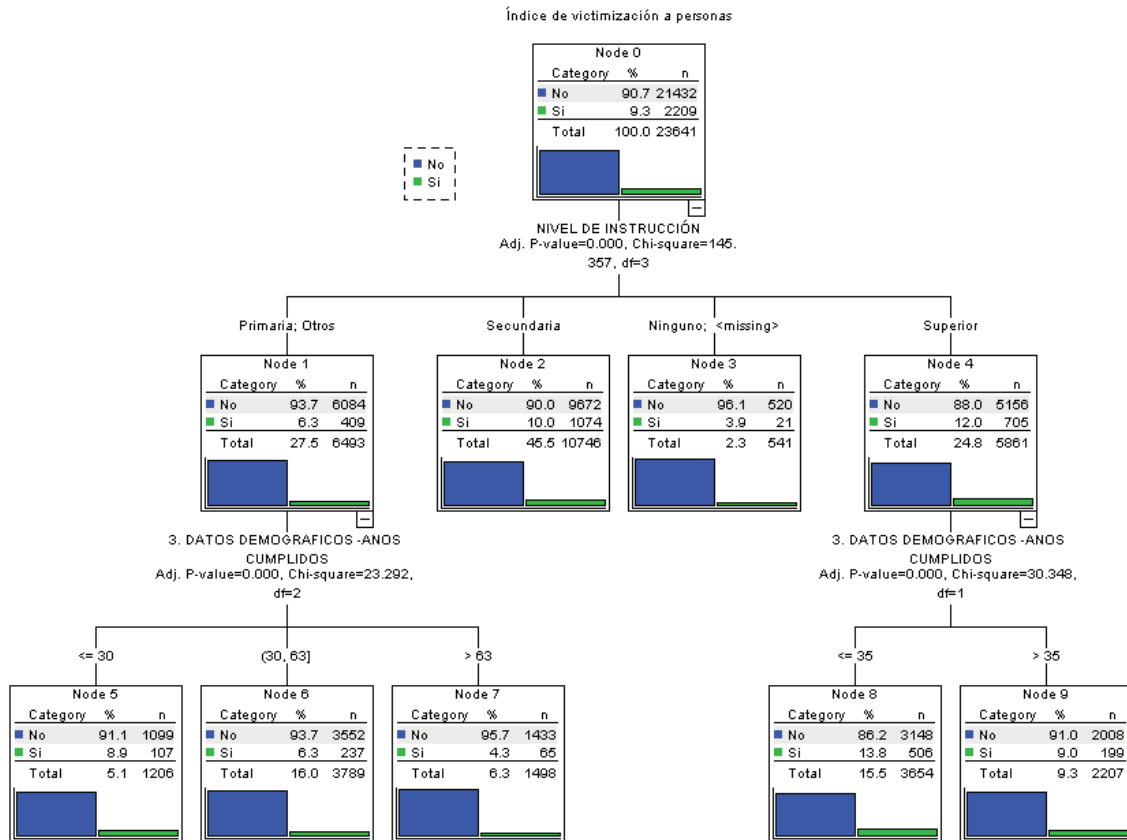 Índice de victimización a personas
Node 0
Category % n
No 90.7 21432
Si 9.3 2209
Total 100.0 23641
No
Si
NIVEL DE INSTRUCCIÓN
Adj. P-value=0.000, Chi-square=145.
357, df=3
Primaria; Otros
Secundaria
Ninguno; <missing>
Superior
Node 1
Category % n
No 93.7 6084
Si 6.3 409
Total 27.5 6493
Node 2
Category % n
No 90.0 9672
Si 10.0 1074
Total 45.5 10746
Node 3
Category % n
No 96.1 520
Si 3.9 21
Total 2.3 541
Node 4
Category % n
No 88.0 5156
Si 12.0 705
Total 24.8 5861
3. DATOS DEMOGRAFICOS -ANOS
CUMPLIDOS
Adj. P-value=0.000, Chi-square=23.292,
df=2
3. DATOS DEMOGRAFICOS -ANOS
CUMPLIDOS
Adj. P-value=0.000, Chi-square=30.348,
df=1
<= 30
(30, 63]
> 63
<= 35
> 35
Node 5
Category % n
No 91.1 1099
Si 8.9 107
Total 5.1 1206
Node 6
Category % n
No 93.7 3552
Si 6.3 237
Total 16.0 3789
Node 7
Category % n
No 95.7 1433
Si 4.3 65
Total 6.3 1498
Node 8
Category % n
No 86.2 3148
Si 13.8 506
Total 15.5 3654
Node 9
Category % n
No 91.0 2008
Si 9.0 199
Total 9.3 2207